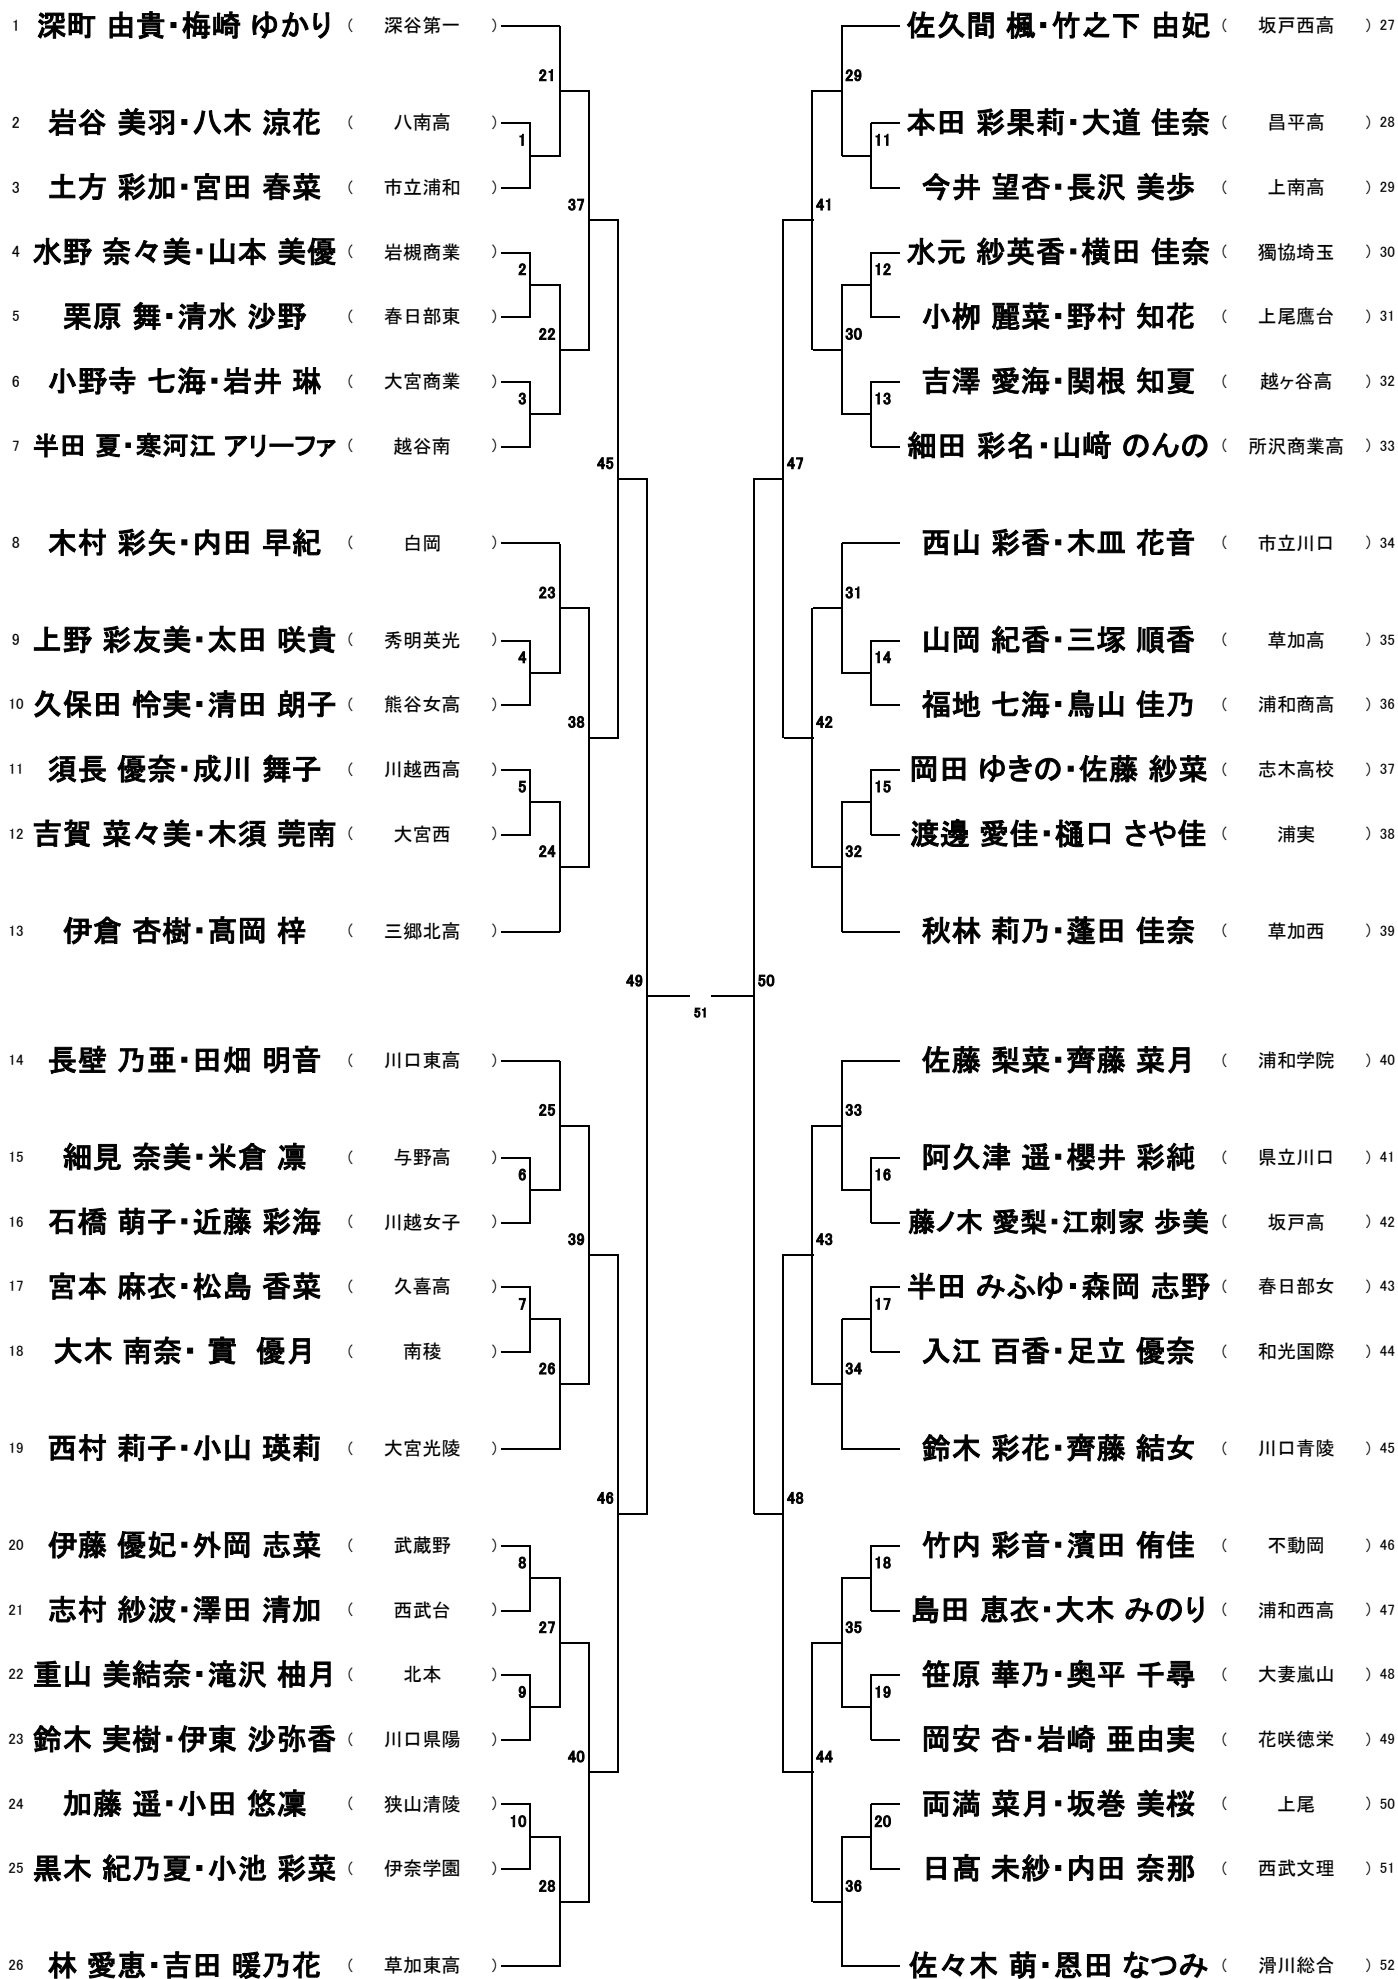 1 深町 由貴・梅崎 ゆかり ( 深谷第一 )
21
2 岩谷 美羽・八木 涼花 ( 八南高 )
1
3 土方 彩加・宮田 春菜 ( 市立浦和 )
37
4 水野 奈々美・山本 美優 ( 岩槻商業 )
2
5 栗原 舞・清水 沙野 ( 春日部東 )
22
6 小野寺 七海・岩井 琳 ( 大宮商業 )
3
7 半田 夏・寒河江 アリーファ ( 越谷南 )
45
8 木村 彩矢・内田 早紀 ( 白岡 )
23
9 上野 彩友美・太田 咲貴 ( 秀明英光 )
4
10 久保田 怜実・清田 朗子 ( 熊谷女高 )
38
11 須長 優奈・成川 舞子 ( 川越西高 )
5
12 吉賀 菜々美・木須 莞南 ( 大宮西 )
24
13 伊倉 杏樹・髙岡 梓 ( 三郷北高 )
49
14 長壁 乃亜・田畑 明音 ( 川口東高 )
25
15 細見 奈美・米倉 凛 ( 与野高 )
6
16 石橋 萌子・近藤 彩海 ( 川越女子 )
39
17 宮本 麻衣・松島 香菜 ( 久喜高 )
7
18 大木 南奈・實 優月 ( 南稜 )
26
19 西村 莉子・小山 瑛莉 ( 大宮光陵 )
46
20 伊藤 優妃・外岡 志菜 ( 武蔵野 )
8
21 志村 紗波・澤田 清加 ( 西武台 )
27
22 重山 美結奈・滝沢 柚月 ( 北本 )
9
23 鈴木 実樹・伊東 沙弥香 ( 川口県陽 )
40
24 加藤 遥・小田 悠凜 ( 狭山清陵 )
10
25 黒木 紀乃夏・小池 彩菜 ( 伊奈学園 )
28
26 林 愛恵・吉田 暖乃花 ( 草加東高 )
51
佐久間 楓・竹之下 由妃 ( 坂戸西高 ) 27
29
本田 彩果莉・大道 佳奈 ( 昌平高 ) 28
11
今井 望杏・長沢 美歩 ( 上南高 ) 29
41
水元 紗英香・横田 佳奈 ( 獨協埼玉 ) 30
12
小栁 麗菜・野村 知花 ( 上尾鷹台 ) 31
30
吉澤 愛海・関根 知夏 ( 越ヶ谷高 ) 32
13
細田 彩名・山﨑 のんの ( 所沢商業高 ) 33
47
西山 彩香・木皿 花音 ( 市立川口 ) 34
31
山岡 紀香・三塚 順香 ( 草加高 ) 35
14
福地 七海・鳥山 佳乃 ( 浦和商高 ) 36
42
岡田 ゆきの・佐藤 紗菜 ( 志木高校 ) 37
15
渡邊 愛佳・樋口 さや佳 ( 浦実 ) 38
32
秋林 莉乃・蓬田 佳奈 ( 草加西 ) 39
50
佐藤 梨菜・齊藤 菜月 ( 浦和学院 ) 40
33
阿久津 遥・櫻井 彩純 ( 県立川口 ) 41
16
藤ノ木 愛梨・江刺家 歩美 ( 坂戸高 ) 42
43
半田 みふゆ・森岡 志野 ( 春日部女 ) 43
17
入江 百香・足立 優奈 ( 和光国際 ) 44
34
鈴木 彩花・齊藤 結女 ( 川口青陵 ) 45
48
竹内 彩音・濱田 侑佳 ( 不動岡 ) 46
18
島田 恵衣・大木 みのり ( 浦和西高 ) 47
35
笹原 華乃・奥平 千尋 ( 大妻嵐山 ) 48
19
岡安 杏・岩崎 亜由実 ( 花咲徳栄 ) 49
44
両満 菜月・坂巻 美桜 ( 上尾 ) 50
20
日髙 未紗・内田 奈那 ( 西武文理 ) 51
36
佐々木 萌・恩田 なつみ ( 滑川総合 ) 52